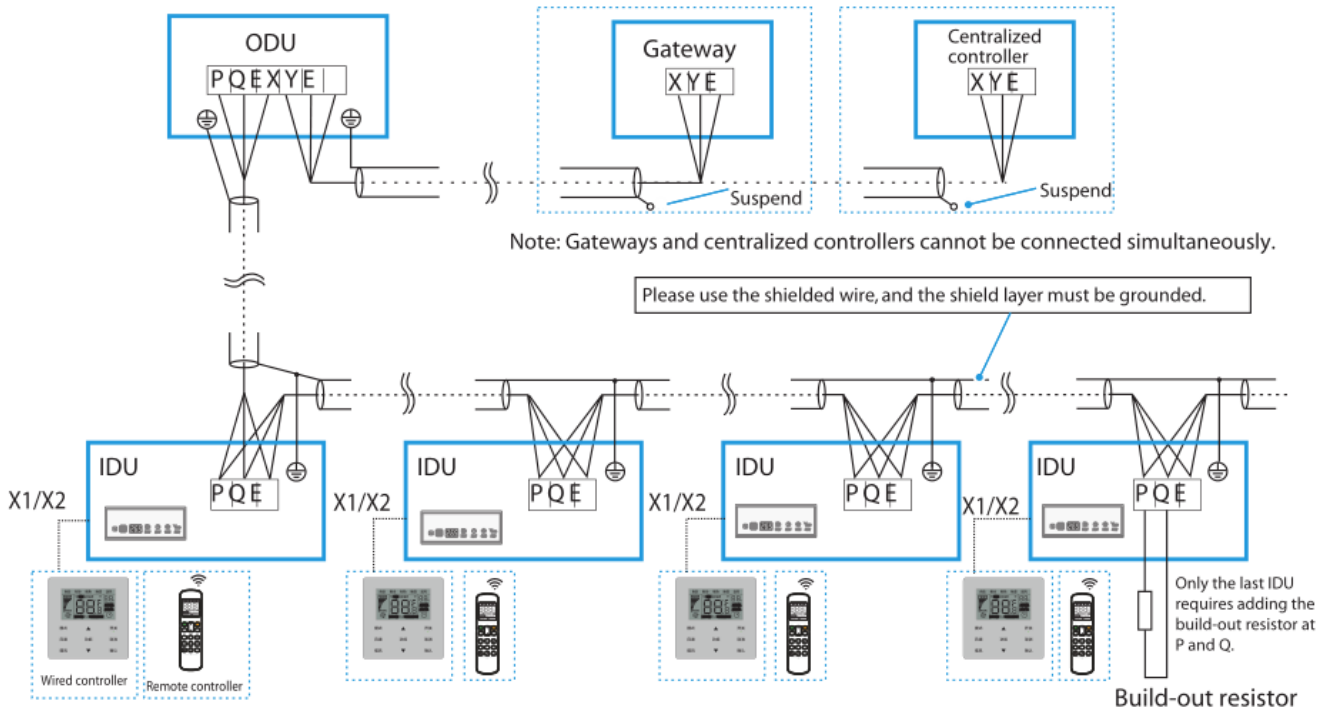 ODU
P Q E X Y E
Gateway
X Y E
Centralized
controller
X Y E
Suspend
Suspend
Note: Gateways and centralized controllers cannot be connected simultaneously.
Please use the shielded wire, and the shield layer must be grounded.
IDU
P Q E
X1/X2
IDU
P Q E
X1/X2
IDU
P Q E
X1/X2
IDU
P Q E
X1/X2
Wired controller
Remote controller
Only the last IDU
requires adding the
build-out resistor at
P and Q.
Build-out resistor